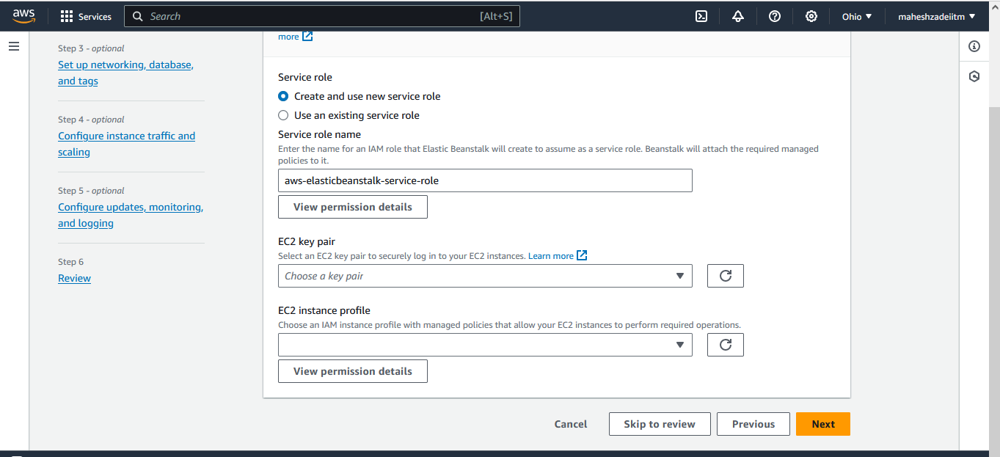 aws
Services
Search
[Alt+S]
Ohio
maheshzadeiitm
Step 3 - optional
Set up networking, database,
and tags
Step 4 - optional
Configure instance traffic and
scaling
Step 5 - optional
Configure updates, monitoring,
and logging
Step 6
Review
more
Service role
Create and use new service role
Use an existing service role
Service role name
Enter the name for an IAM role that Elastic Beanstalk will create to assume as a service role. Beanstalk will attach the required managed
policies to it.
aws-elasticbeanstalk-service-role
View permission details
EC2 key pair
Select an EC2 key pair to securely log in to your EC2 instances. Learn more
Choose a key pair
EC2 instance profile
Choose an IAM instance profile with managed policies that allow your EC2 instances to perform required operations.
View permission details
Cancel
Skip to review
Previous
Next